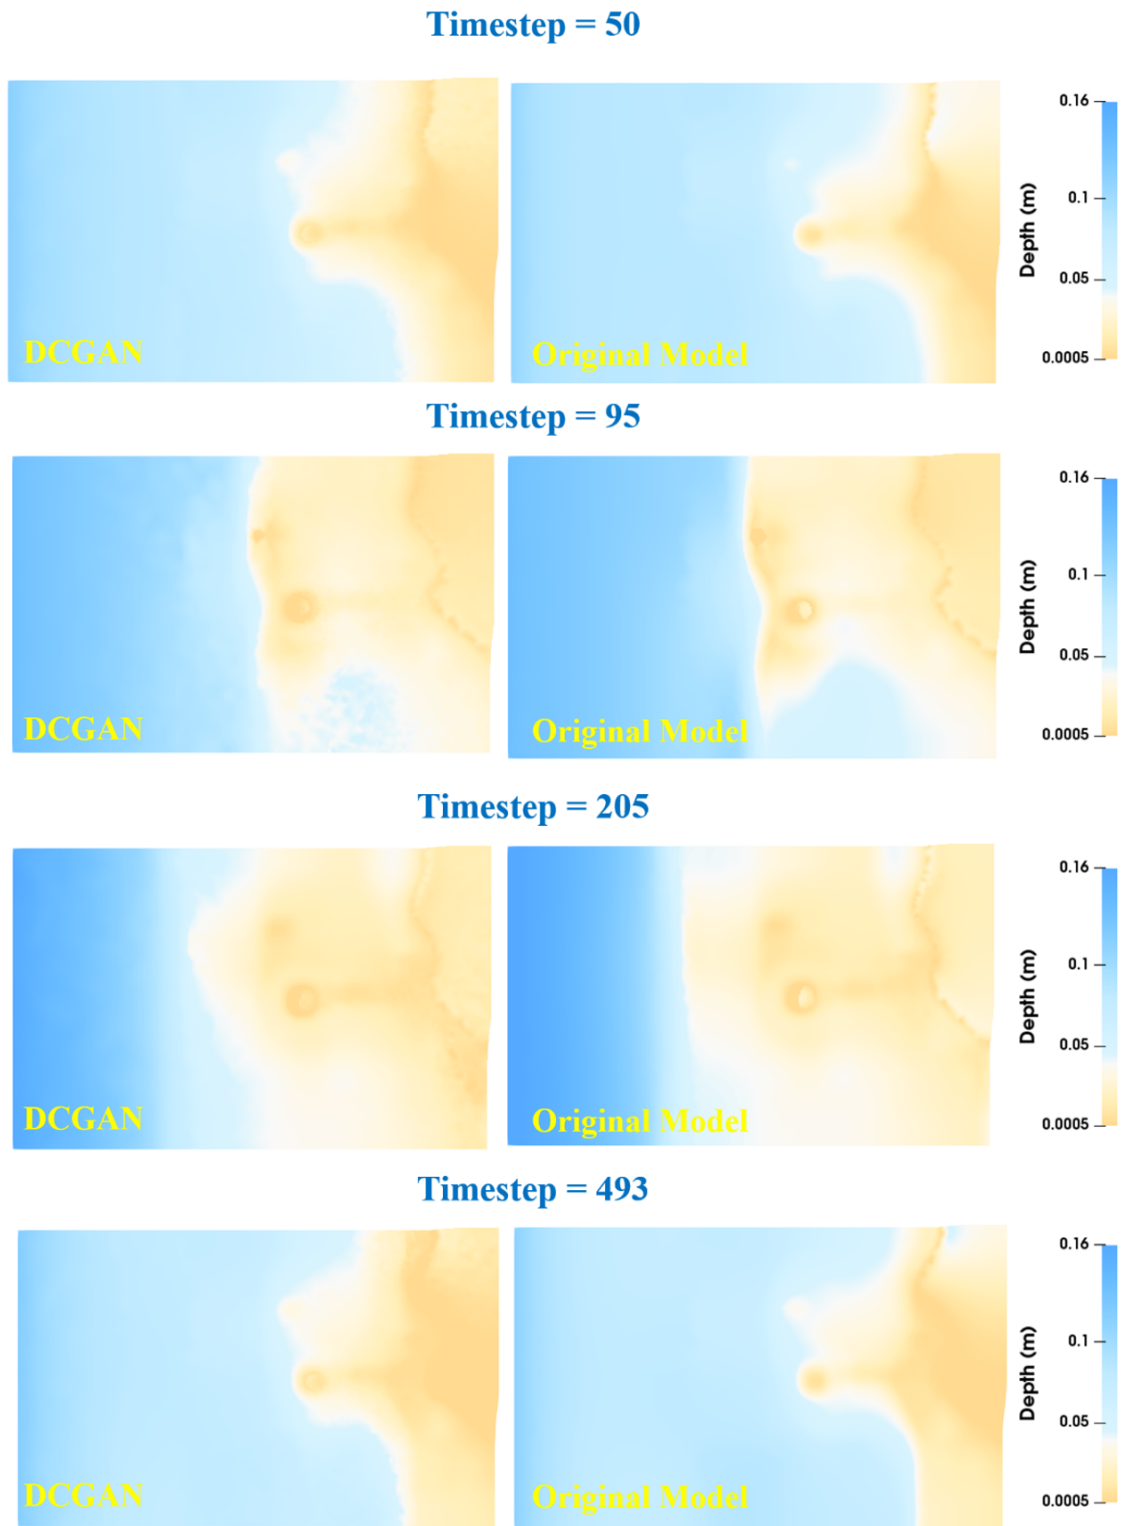 Timestep = 50
DCGAN
Original Model
Depth (m)
0.16
0.1
0.05
0.0005
Timestep = 95
DCGAN
Original Model
Depth (m)
0.16
0.1
0.05
0.0005
Timestep = 205
DCGAN
Original Model
Depth (m)
0.16
0.1
0.05
0.0005
Timestep = 493
DCGAN
Original Model
Depth (m)
0.16
0.1
0.05
0.0005